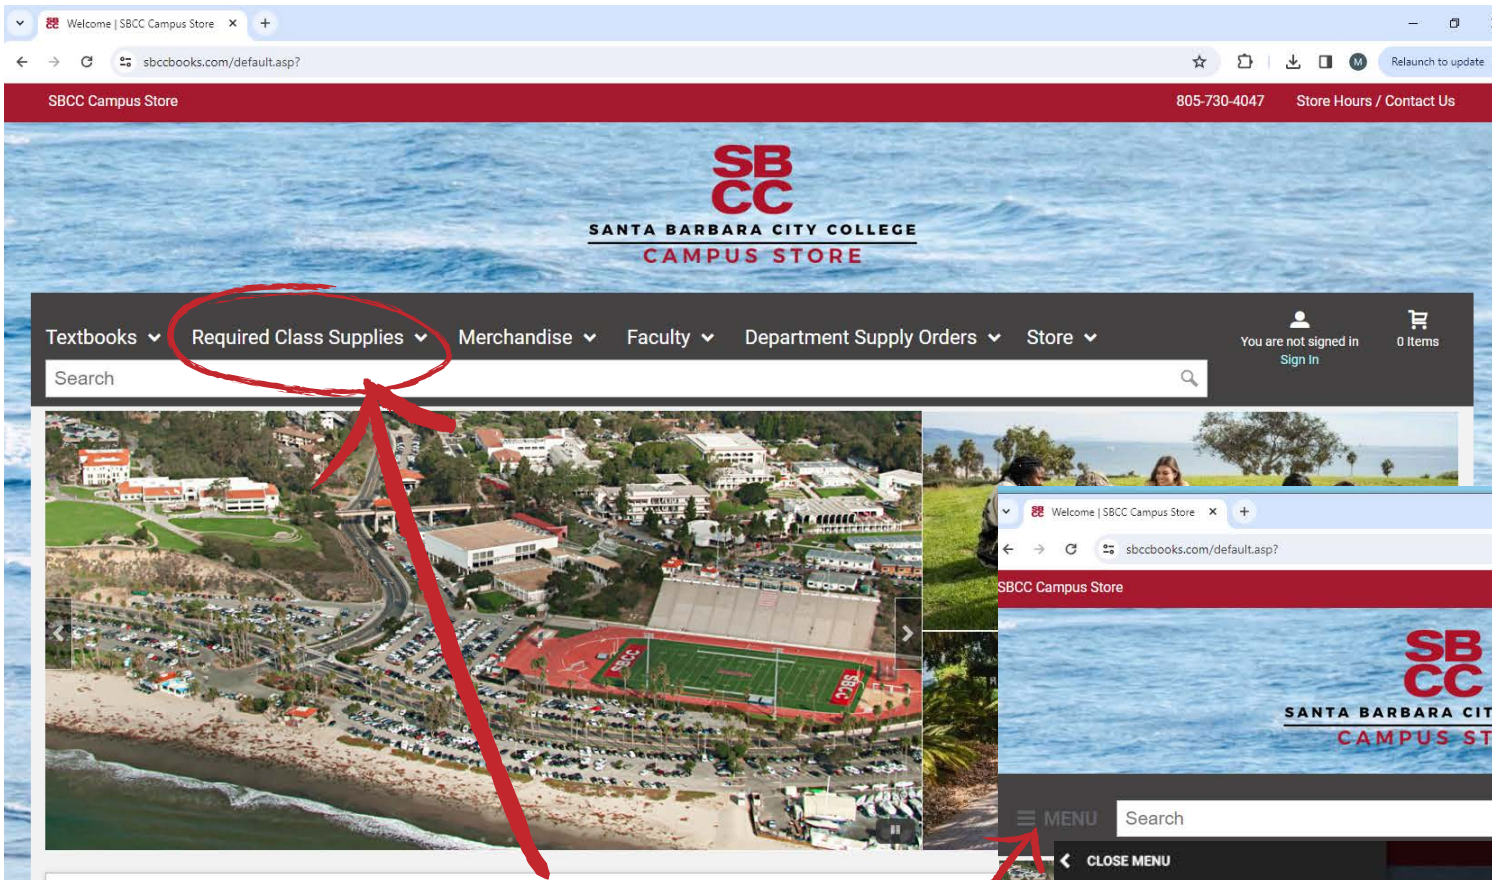 Welcome | SBCC Campus Store
sbccbooks.com/default.asp?
M
Relaunch to update
SBCC Campus Store
805-730-4047 Store Hours / Contact Us
SB
CC
SANTA BARBARA CITY COLLEGE
CAMPUS STORE
Textbooks Required Class Supplies Merchandise Faculty Department Supply Orders Store
You are not signed in
Sign In
0 Items
Search
SBCC
SBCC
Welcome | SBCC Campus Store
sbccbooks.com/default.asp?
SBCC Campus Store
SB
CC
SANTA BARBARA CIT
CAMPUS ST
MENU
Search
CLOSE MENU